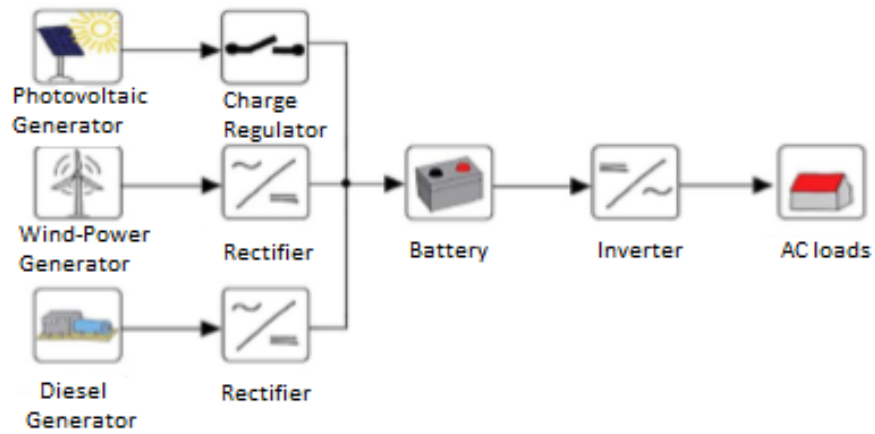 Photovoltaic
Generator
Charge
Regulator
Wind-Power
Generator
Rectifier
Battery
Inverter
AC loads
Diesel
Generator
Rectifier